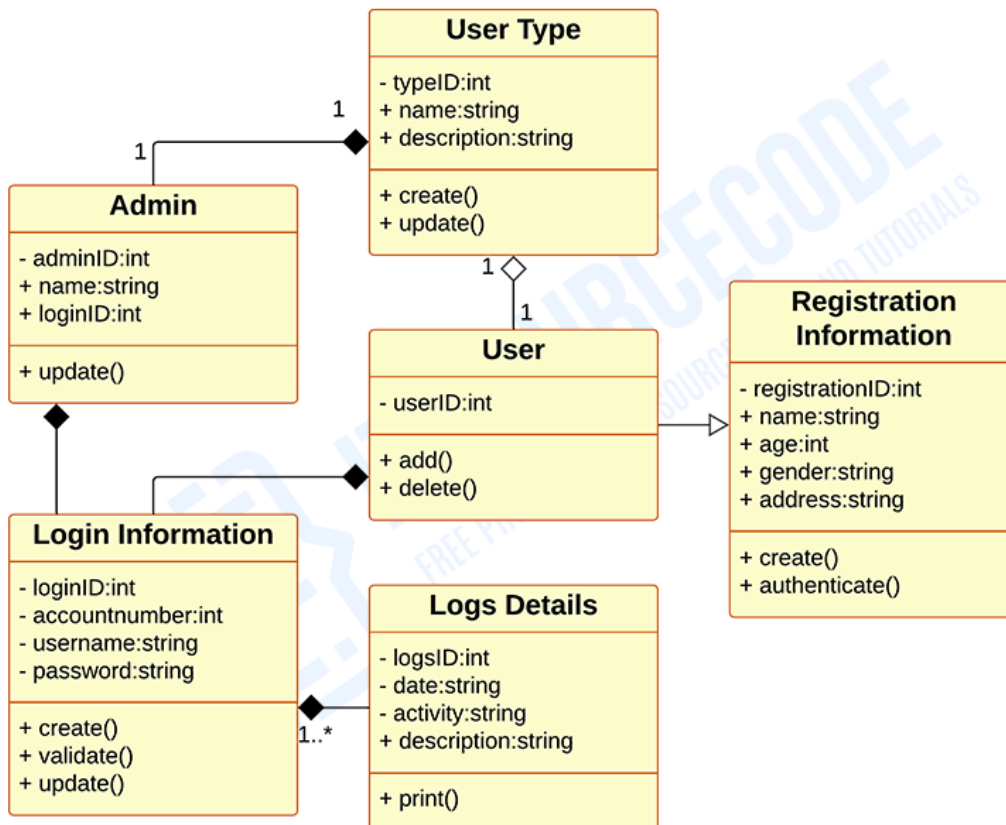 User Type
- typeID:int
+ name:string
+ description:string
+ create()
+ update()
1
1
Admin
- adminID:int
+ name:string
+ loginID:int
+ update()
1
1
User
- userID:int
+ add()
+ delete()
Registration
Information
- registrationID:int
+ name:string
+ age:int
+ gender:string
+ address:string
+ create()
+ authenticate()
Login Information
- loginID:int
- accountnumber:int
- username:string
- password:string
+ create()
+ validate()
+ update()
1..*
Logs Details
- logsID:int
- date:string
- activity:string
+ description:string
+ print()
SOURCECODE
TUTORIALS